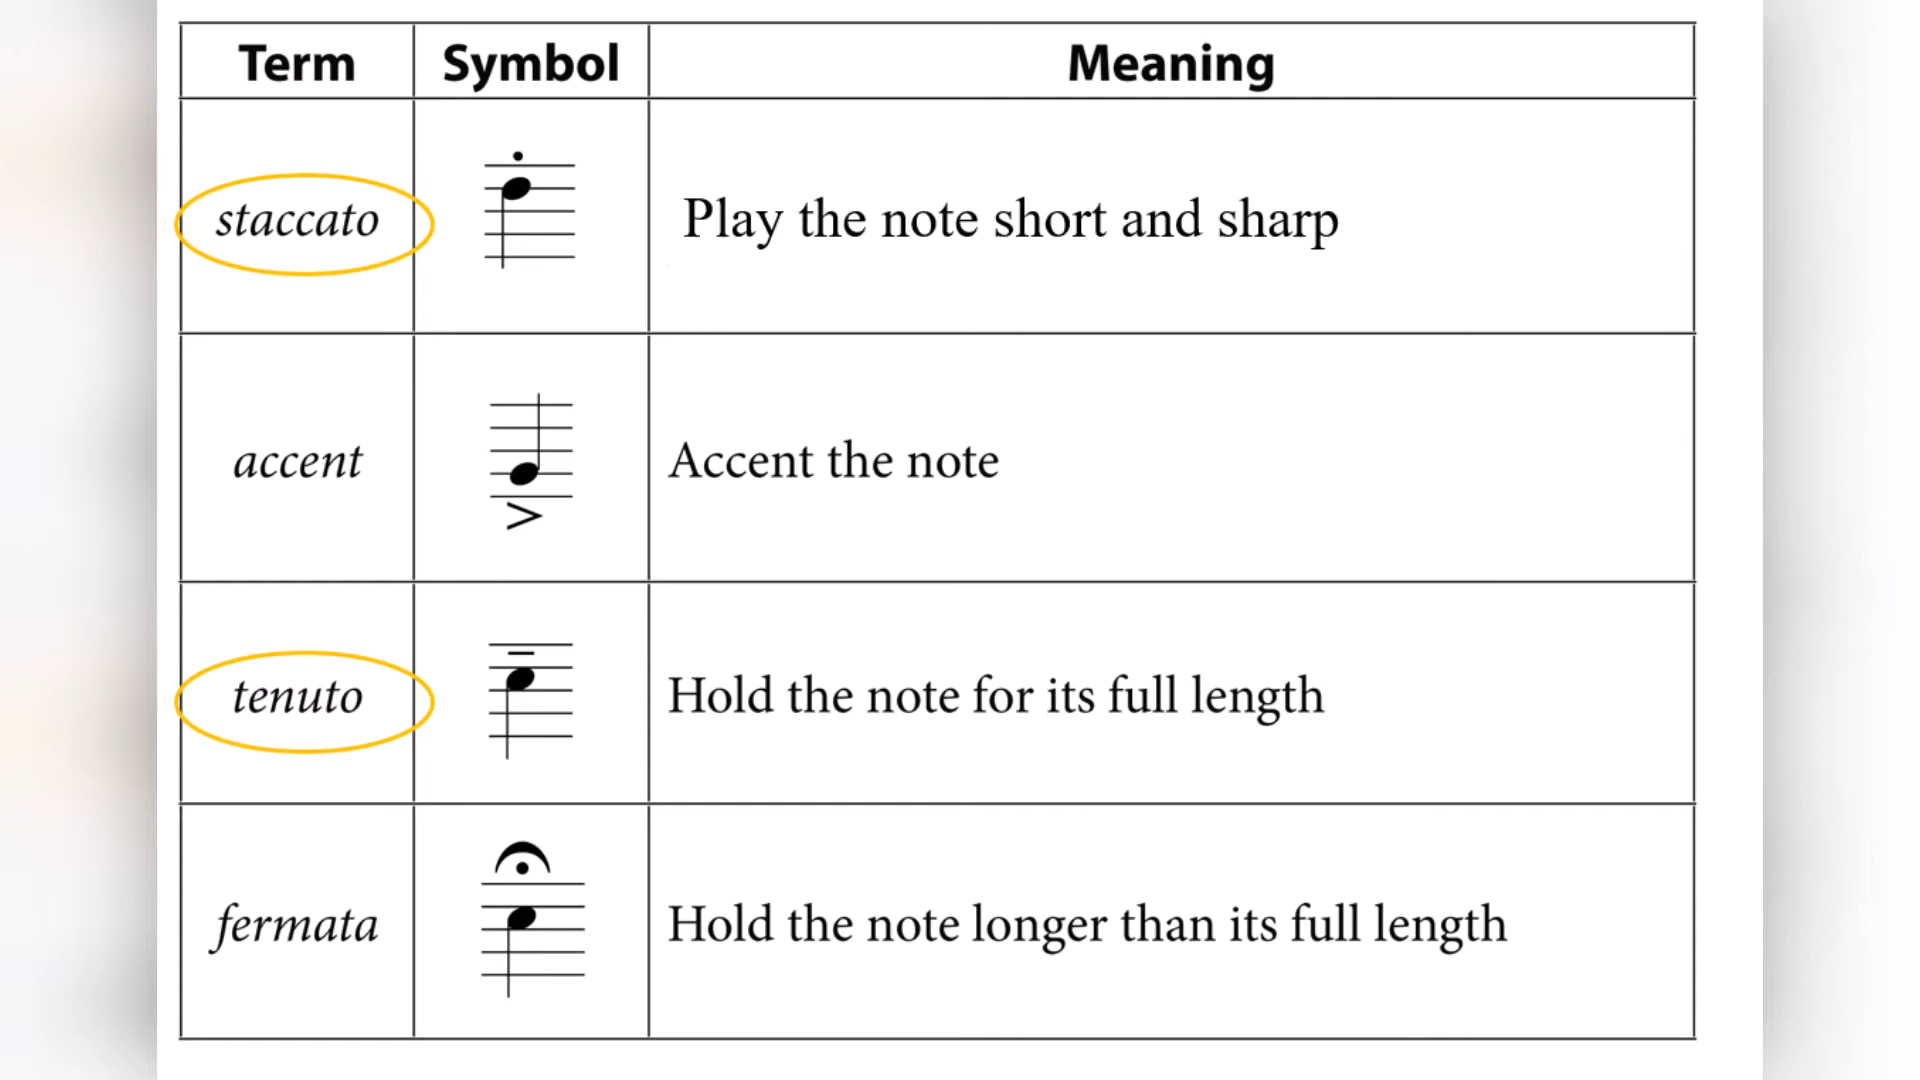 Term Symbol Meaning
staccato Play the note short and sharp
accent Accent the note
tenuto Hold the note for its full length
fermata Hold the note longer than its full length